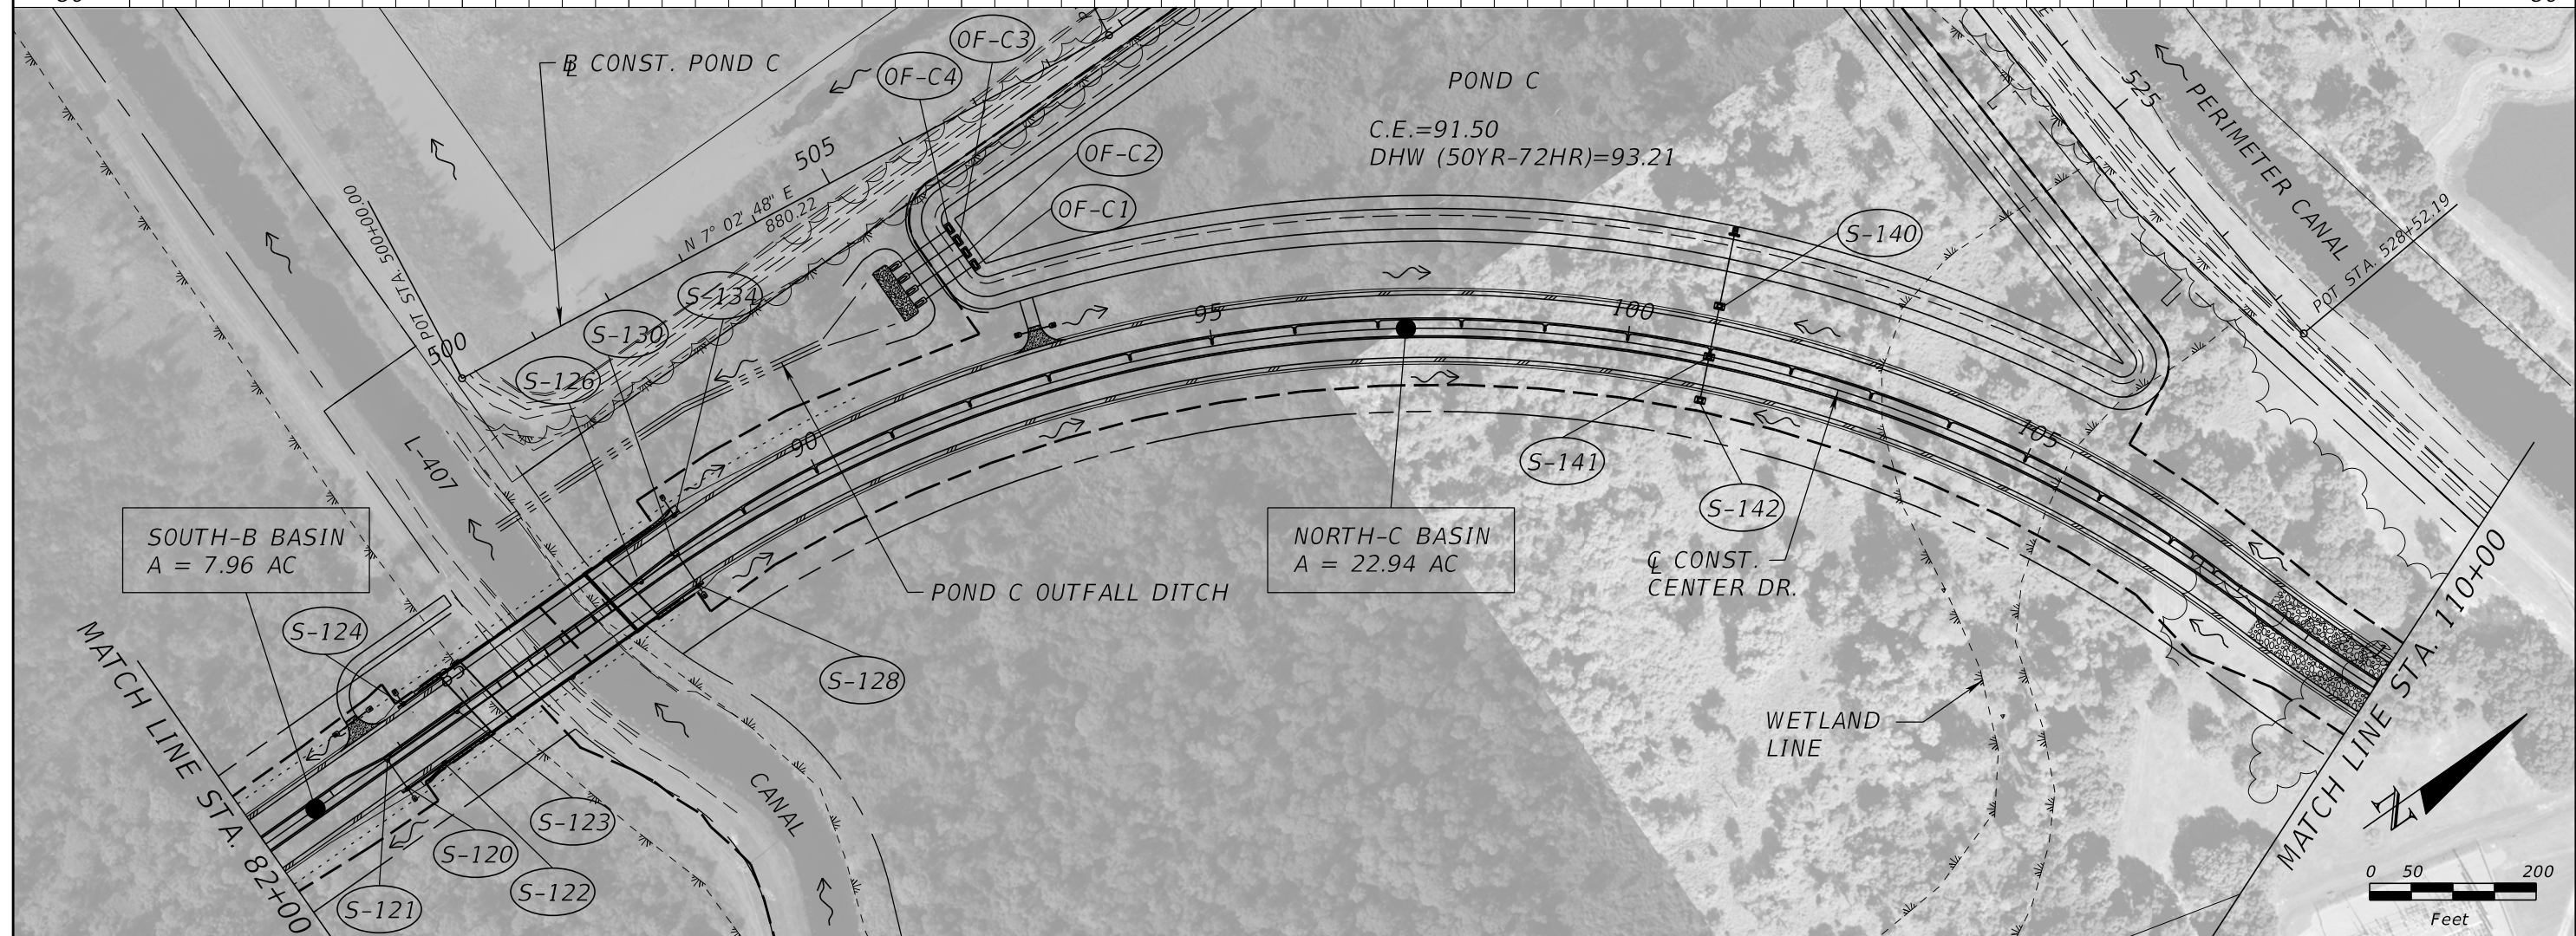 OF-C3
OF-C4
℄ CONST. POND C
POND C
C.E.=91.50
DHW (50YR-72HR)=93.21
525
PERIMETER CANAL
505
OF-C2
OF-C1
N 7° 02' 48" E
880.22
POT STA. 500+00.00
POT STA. 528+52.19
S-140
S-134
S-130
S-126
500
95
100
105
90
L-407
S-141
S-142
SOUTH-B BASIN
A = 7.96 AC
NORTH-C BASIN
A = 22.94 AC
℄ CONST.
CENTER DR.
POND C OUTFALL DITCH
S-124
85
S-128
MATCH LINE STA. 82+00
MATCH LINE STA. 110+00
WETLAND
LINE
CANAL
S-123
S-120
S-122
S-121
N
0 50 200
Feet